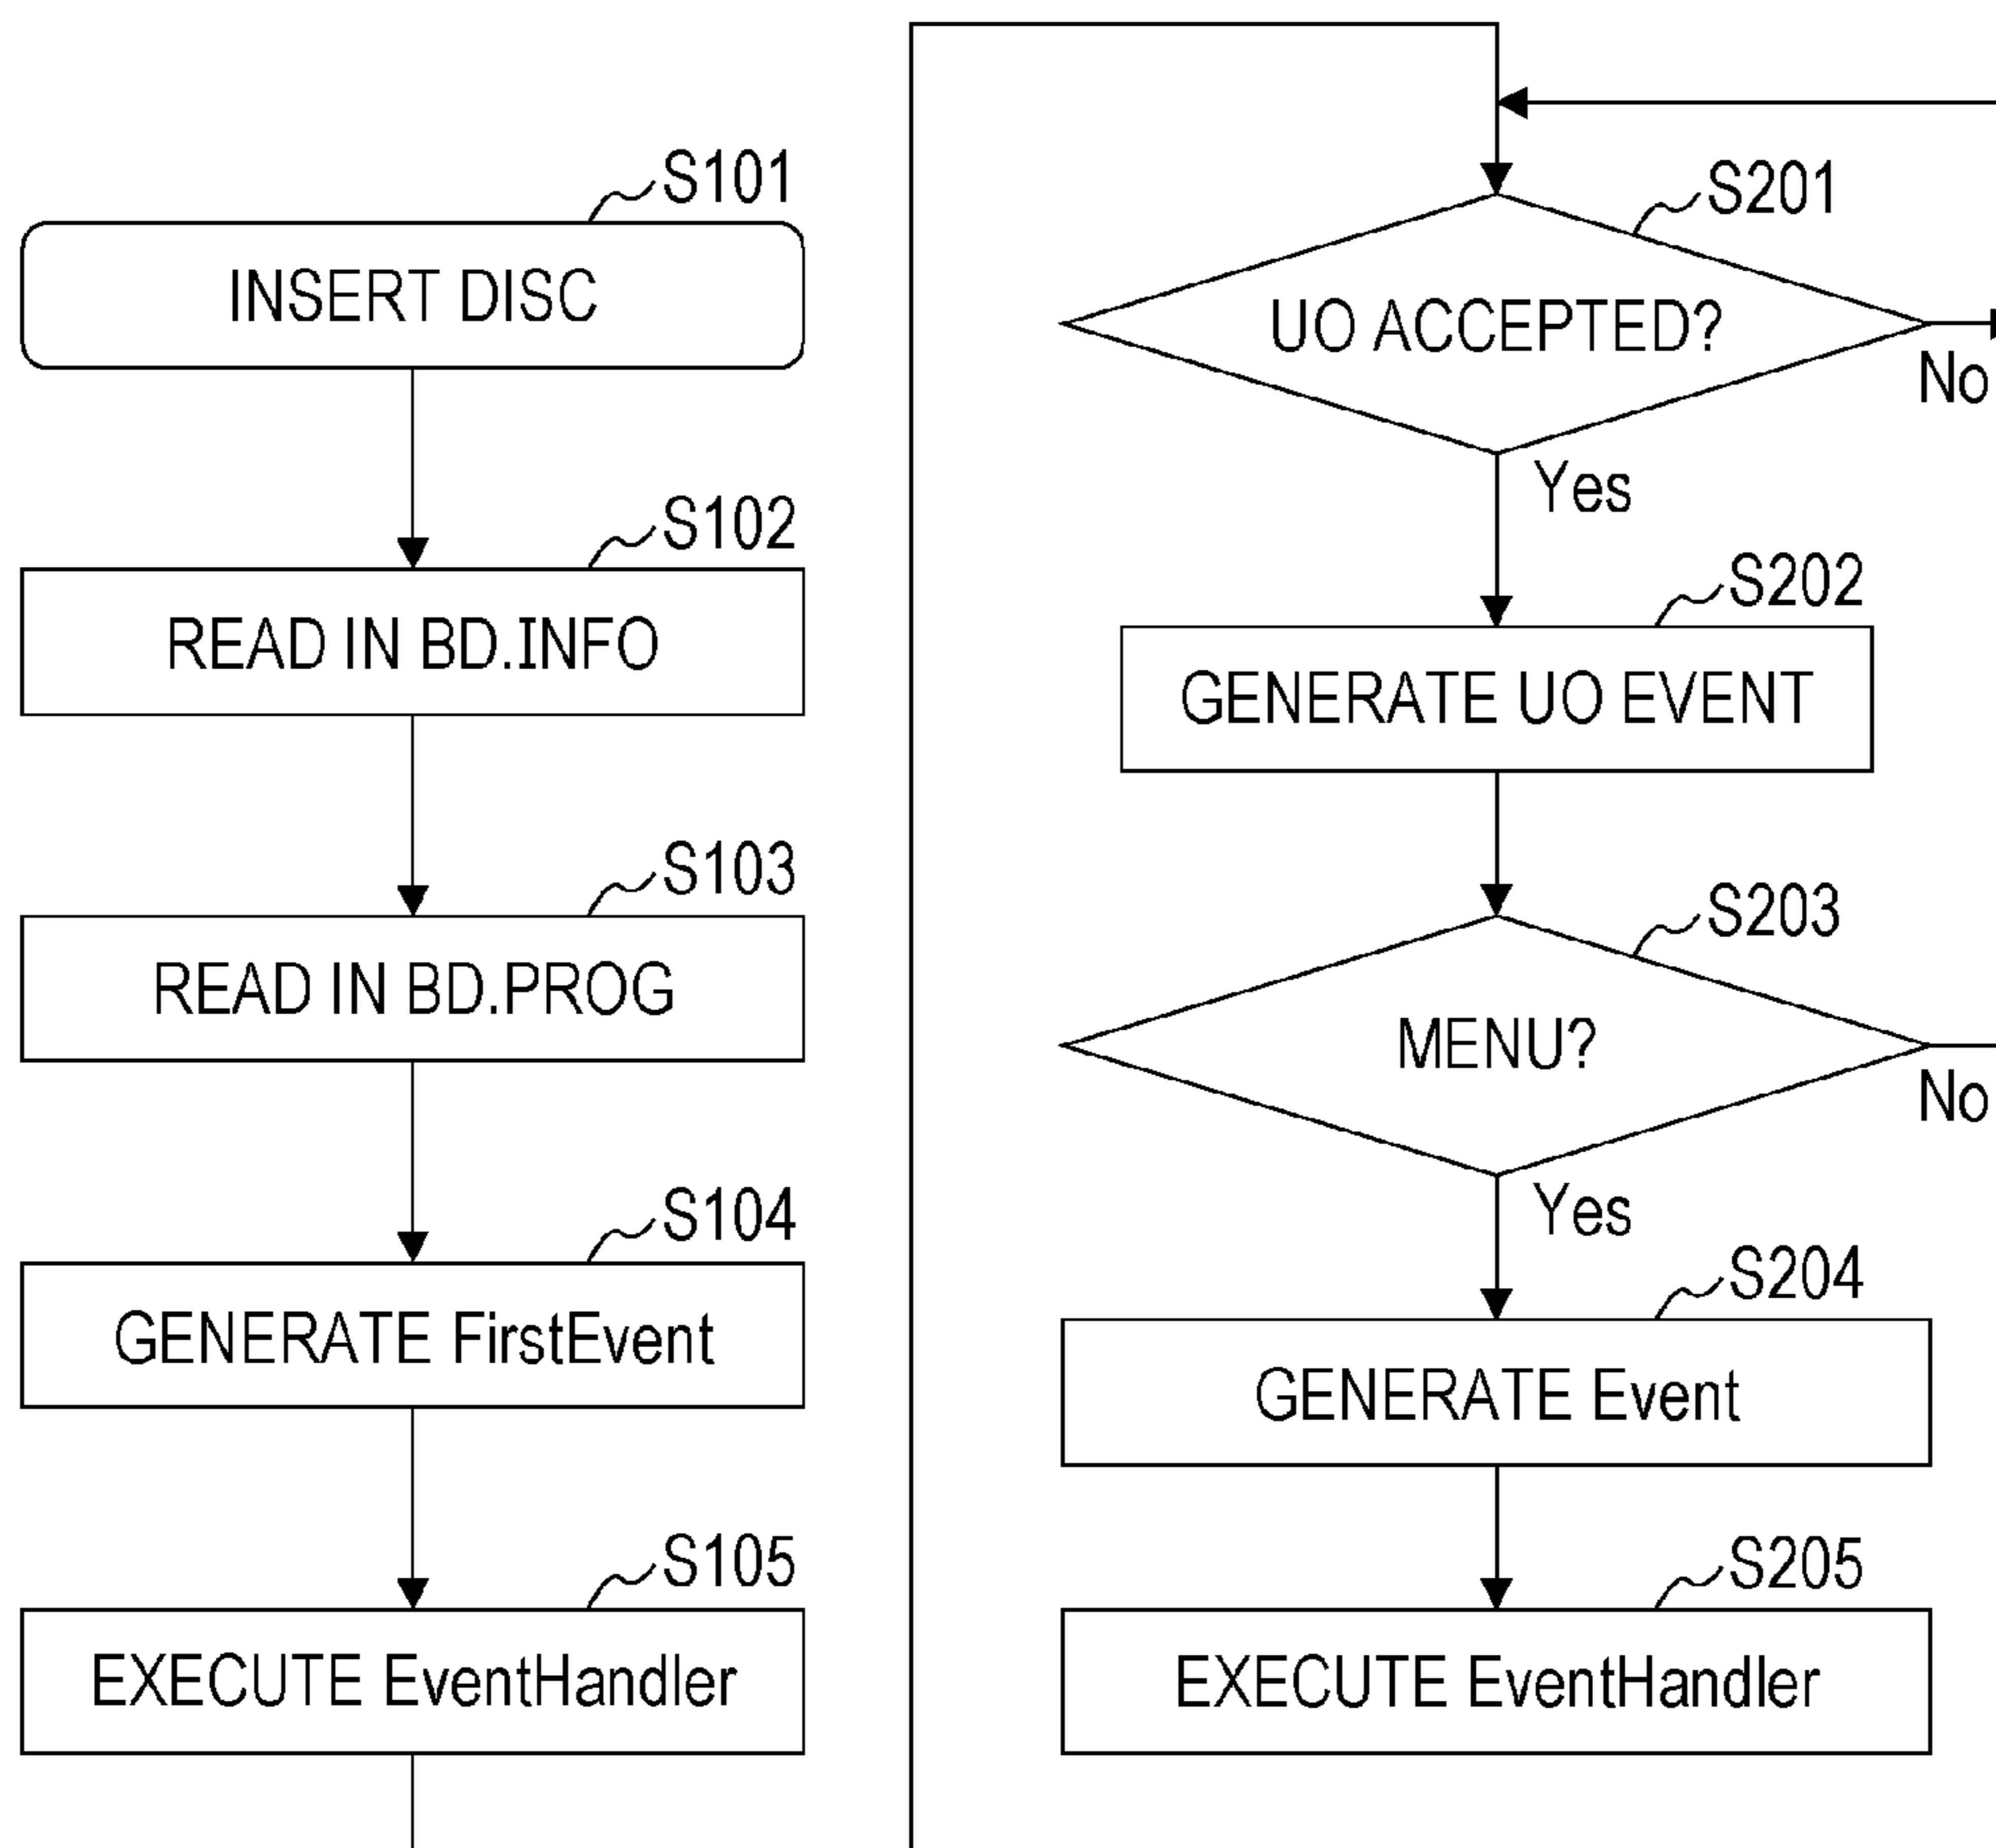 S101
INSERT DISC
S102
READ IN BD.INFO
S103
READ IN BD.PROG
S104
GENERATE FirstEvent
S105
EXECUTE EventHandler
S201
UO ACCEPTED?
No
Yes
S202
GENERATE UO EVENT
S203
MENU?
No
Yes
S204
GENERATE Event
S205
EXECUTE EventHandler